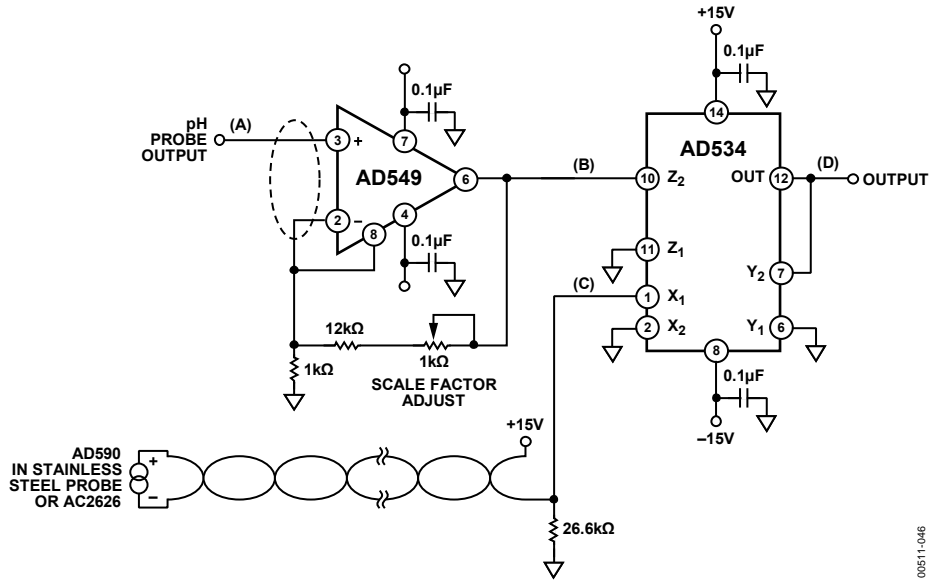 +15V
0.1µF
14
0.1µF
pH
PROBE
OUTPUT
(A)
3
+
7
AD549
6
(B)
AD534
10
Z2
OUT
12
(D)
OUTPUT
2
–
8
4
0.1µF
11
Z1
Y2
7
(C)
1
X1
2
X2
Y1
6
8
12kΩ
1kΩ
1kΩ
SCALE FACTOR
ADJUST
0.1µF
–15V
+15V
AD590
IN STAINLESS
STEEL PROBE
OR AC2626
+
–
26.6kΩ
00511-046